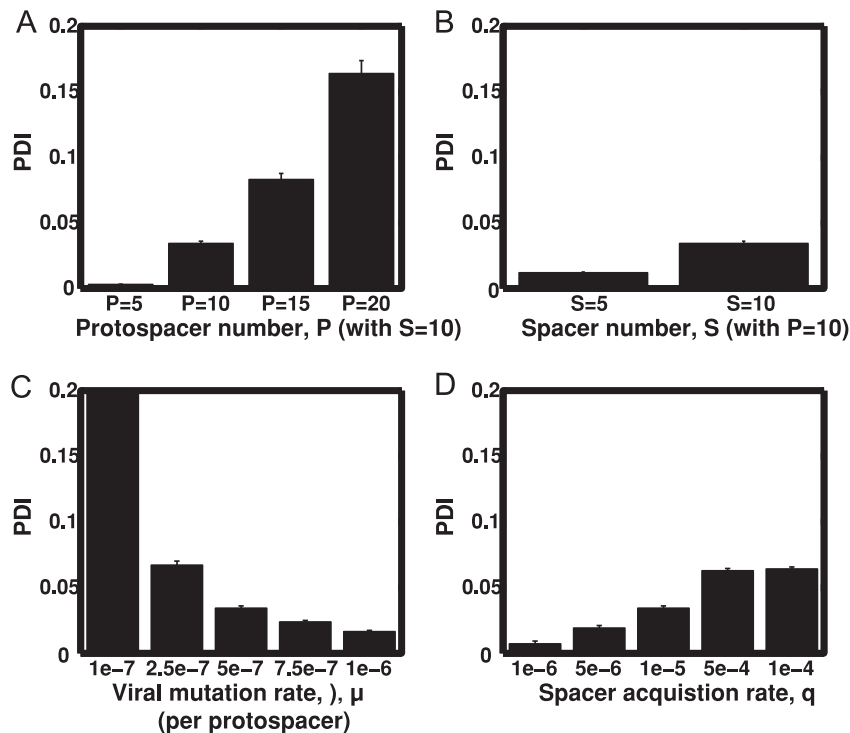 A
0.2
0.15
0.1
0.05
0
PDI
P=5 P=10 P=15 P=20
Protospacer number, P (with S=10)
B
0.2
0.15
0.1
0.05
0
PDI
S=5 S=10
Spacer number, S (with P=10)
C
0.2
0.15
0.1
0.05
0
PDI
1e-7 2.5e-7 5e-7 7.5e-7 1e-6
Viral mutation rate, ), μ
(per protospacer)
D
0.2
0.15
0.1
0.05
0
PDI
1e-6 5e-6 1e-5 5e-4 1e-4
Spacer acquistion rate, q